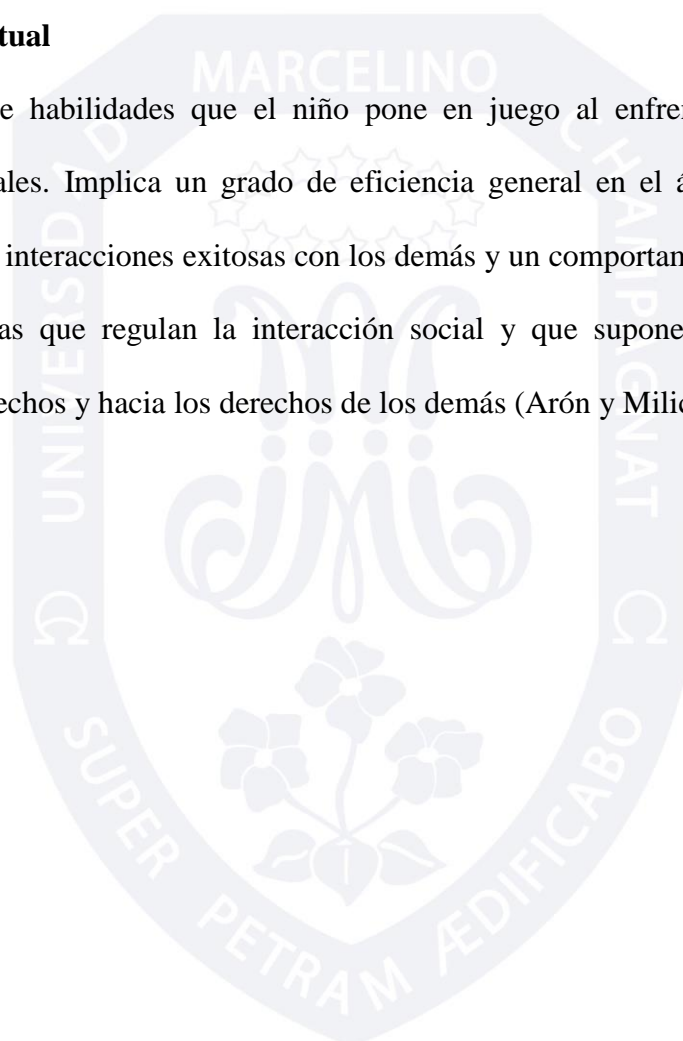 tual
e habilidades que el niño pone en juego al enfre
ales. Implica un grado de eficiencia general en el á
interacciones exitosas con los demás y un comportan
as que regulan la interacción social y que supone
echos y hacia los derechos de los demás (Arón y Milic
UNIVERSIDAD
MARCELINO
CHAMPAGNAT
SUPER PETRAM ÆDIFICABO